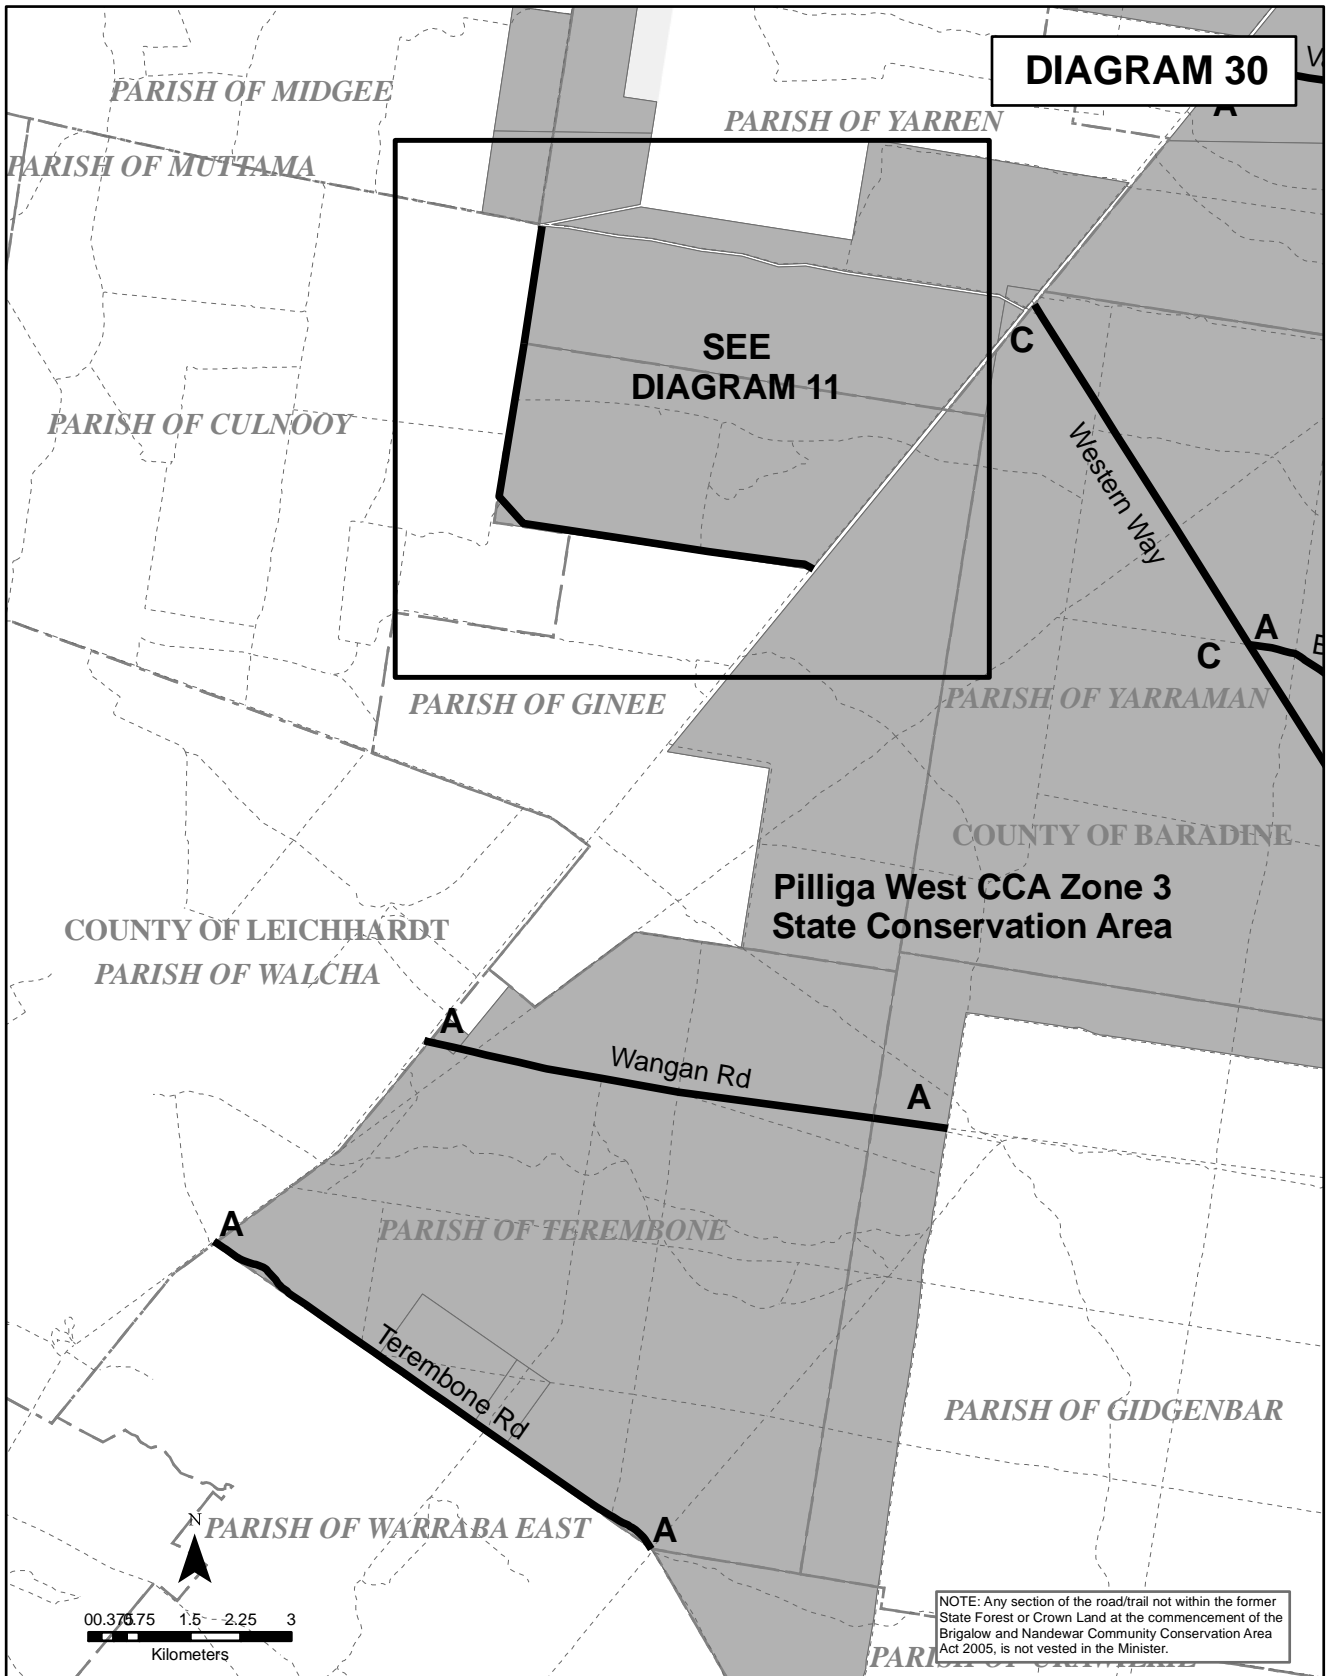 DIAGRAM 30
A
PARISH OF MIDGEE
PARISH OF YARREN
PARISH OF MUTTAMA
SEE
DIAGRAM 11
C
PARISH OF CULNOOY
Western Way
A
C
PARISH OF GINEE
PARISH OF YARRAMAN
COUNTY OF BARADINE
Pilliga West CCA Zone 3
State Conservation Area
COUNTY OF LEICHHARDT
PARISH OF WALCHA
A
Wangan Rd
A
A
PARISH OF TEREMBONE
Terembone Rd
PARISH OF GIDGENBAR
N
PARISH OF WARRABA EAST
A
0 0.375 0.75 1.5 2.25 3
Kilometers
NOTE: Any section of the road/trail not within the former
State Forest or Crown Land at the commencement of the
Brigalow and Nandewar Community Conservation Area
Act 2005, is not vested in the Minister.